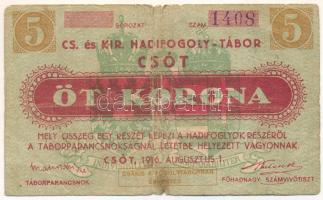 SOROZAT SZÁM 1408
5 5
CS. és KIR. HADIFOGOLY-TÁBOR
CSÓT
ÖT KORONA
MELY ÖSSZEG EGY RÉSZÉT KÉPEZI A HADIFOGLYOK RÉSZÉRŐL
A TÁBORPARANCSNOKSÁGNÁL LETÉTBE HELYEZETT VAGYONNAK.
CSÓT, 1916. AUGUSZTUS 1.
TÁBORPARANCSNOK FŐHADNAGY SZÁMVIVŐTISZT